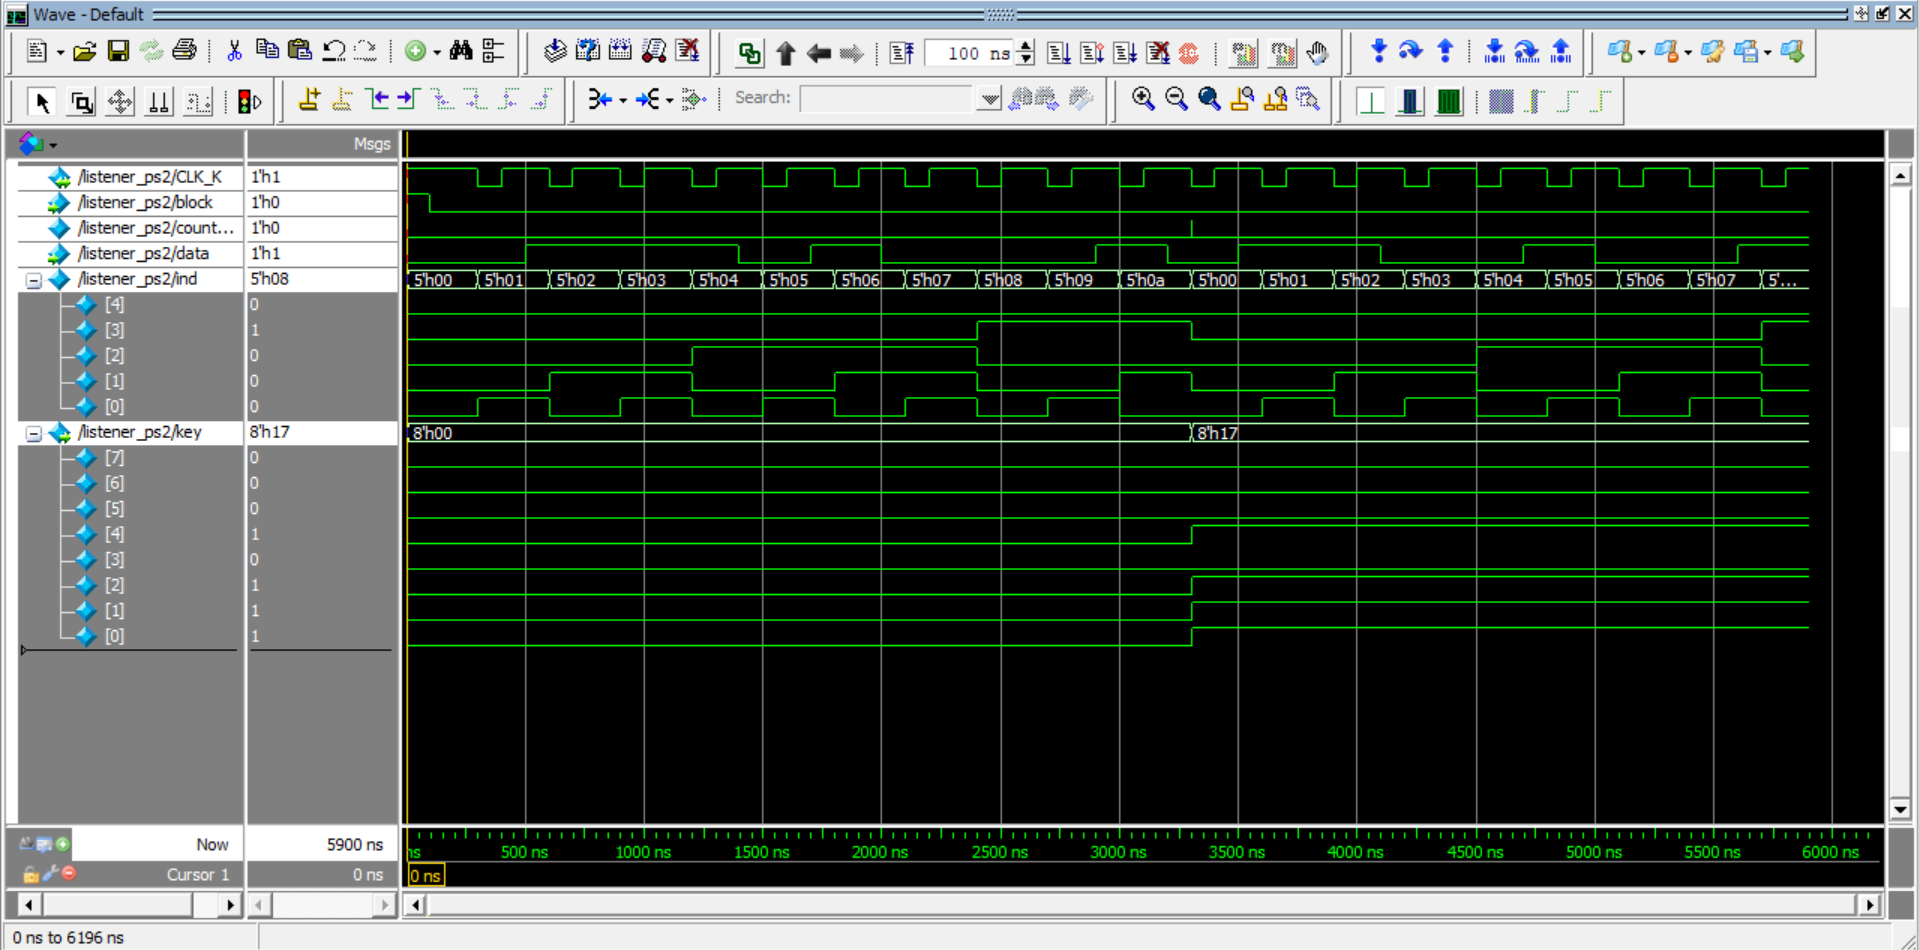 Wave - Default
100 ns
Search:
Msgs
/listener_ps2/CLK_K 1'h1
/listener_ps2/block 1'h0
/listener_ps2/count... 1'h0
/listener_ps2/data 1'h1
/listener_ps2/ind 5'h08 5'h00 5'h01 5'h02 5'h03 5'h04 5'h05 5'h06 5'h07 5'h08 5'h09 5'h0a 5'h00 5'h01 5'h02 5'h03 5'h04 5'h05 5'h06 5'h07 5'...
[4] 0
[3] 1
[2] 0
[1] 0
[0] 0
/listener_ps2/key 8'h17 8'h00 8'h17
[7] 0
[6] 0
[5] 0
[4] 1
[3] 0
[2] 1
[1] 1
[0] 1
Now 5900 ns ns 500 ns 1000 ns 1500 ns 2000 ns 2500 ns 3000 ns 3500 ns 4000 ns 4500 ns 5000 ns 5500 ns 6000 ns
Cursor 1 0 ns 0 ns
0 ns to 6196 ns